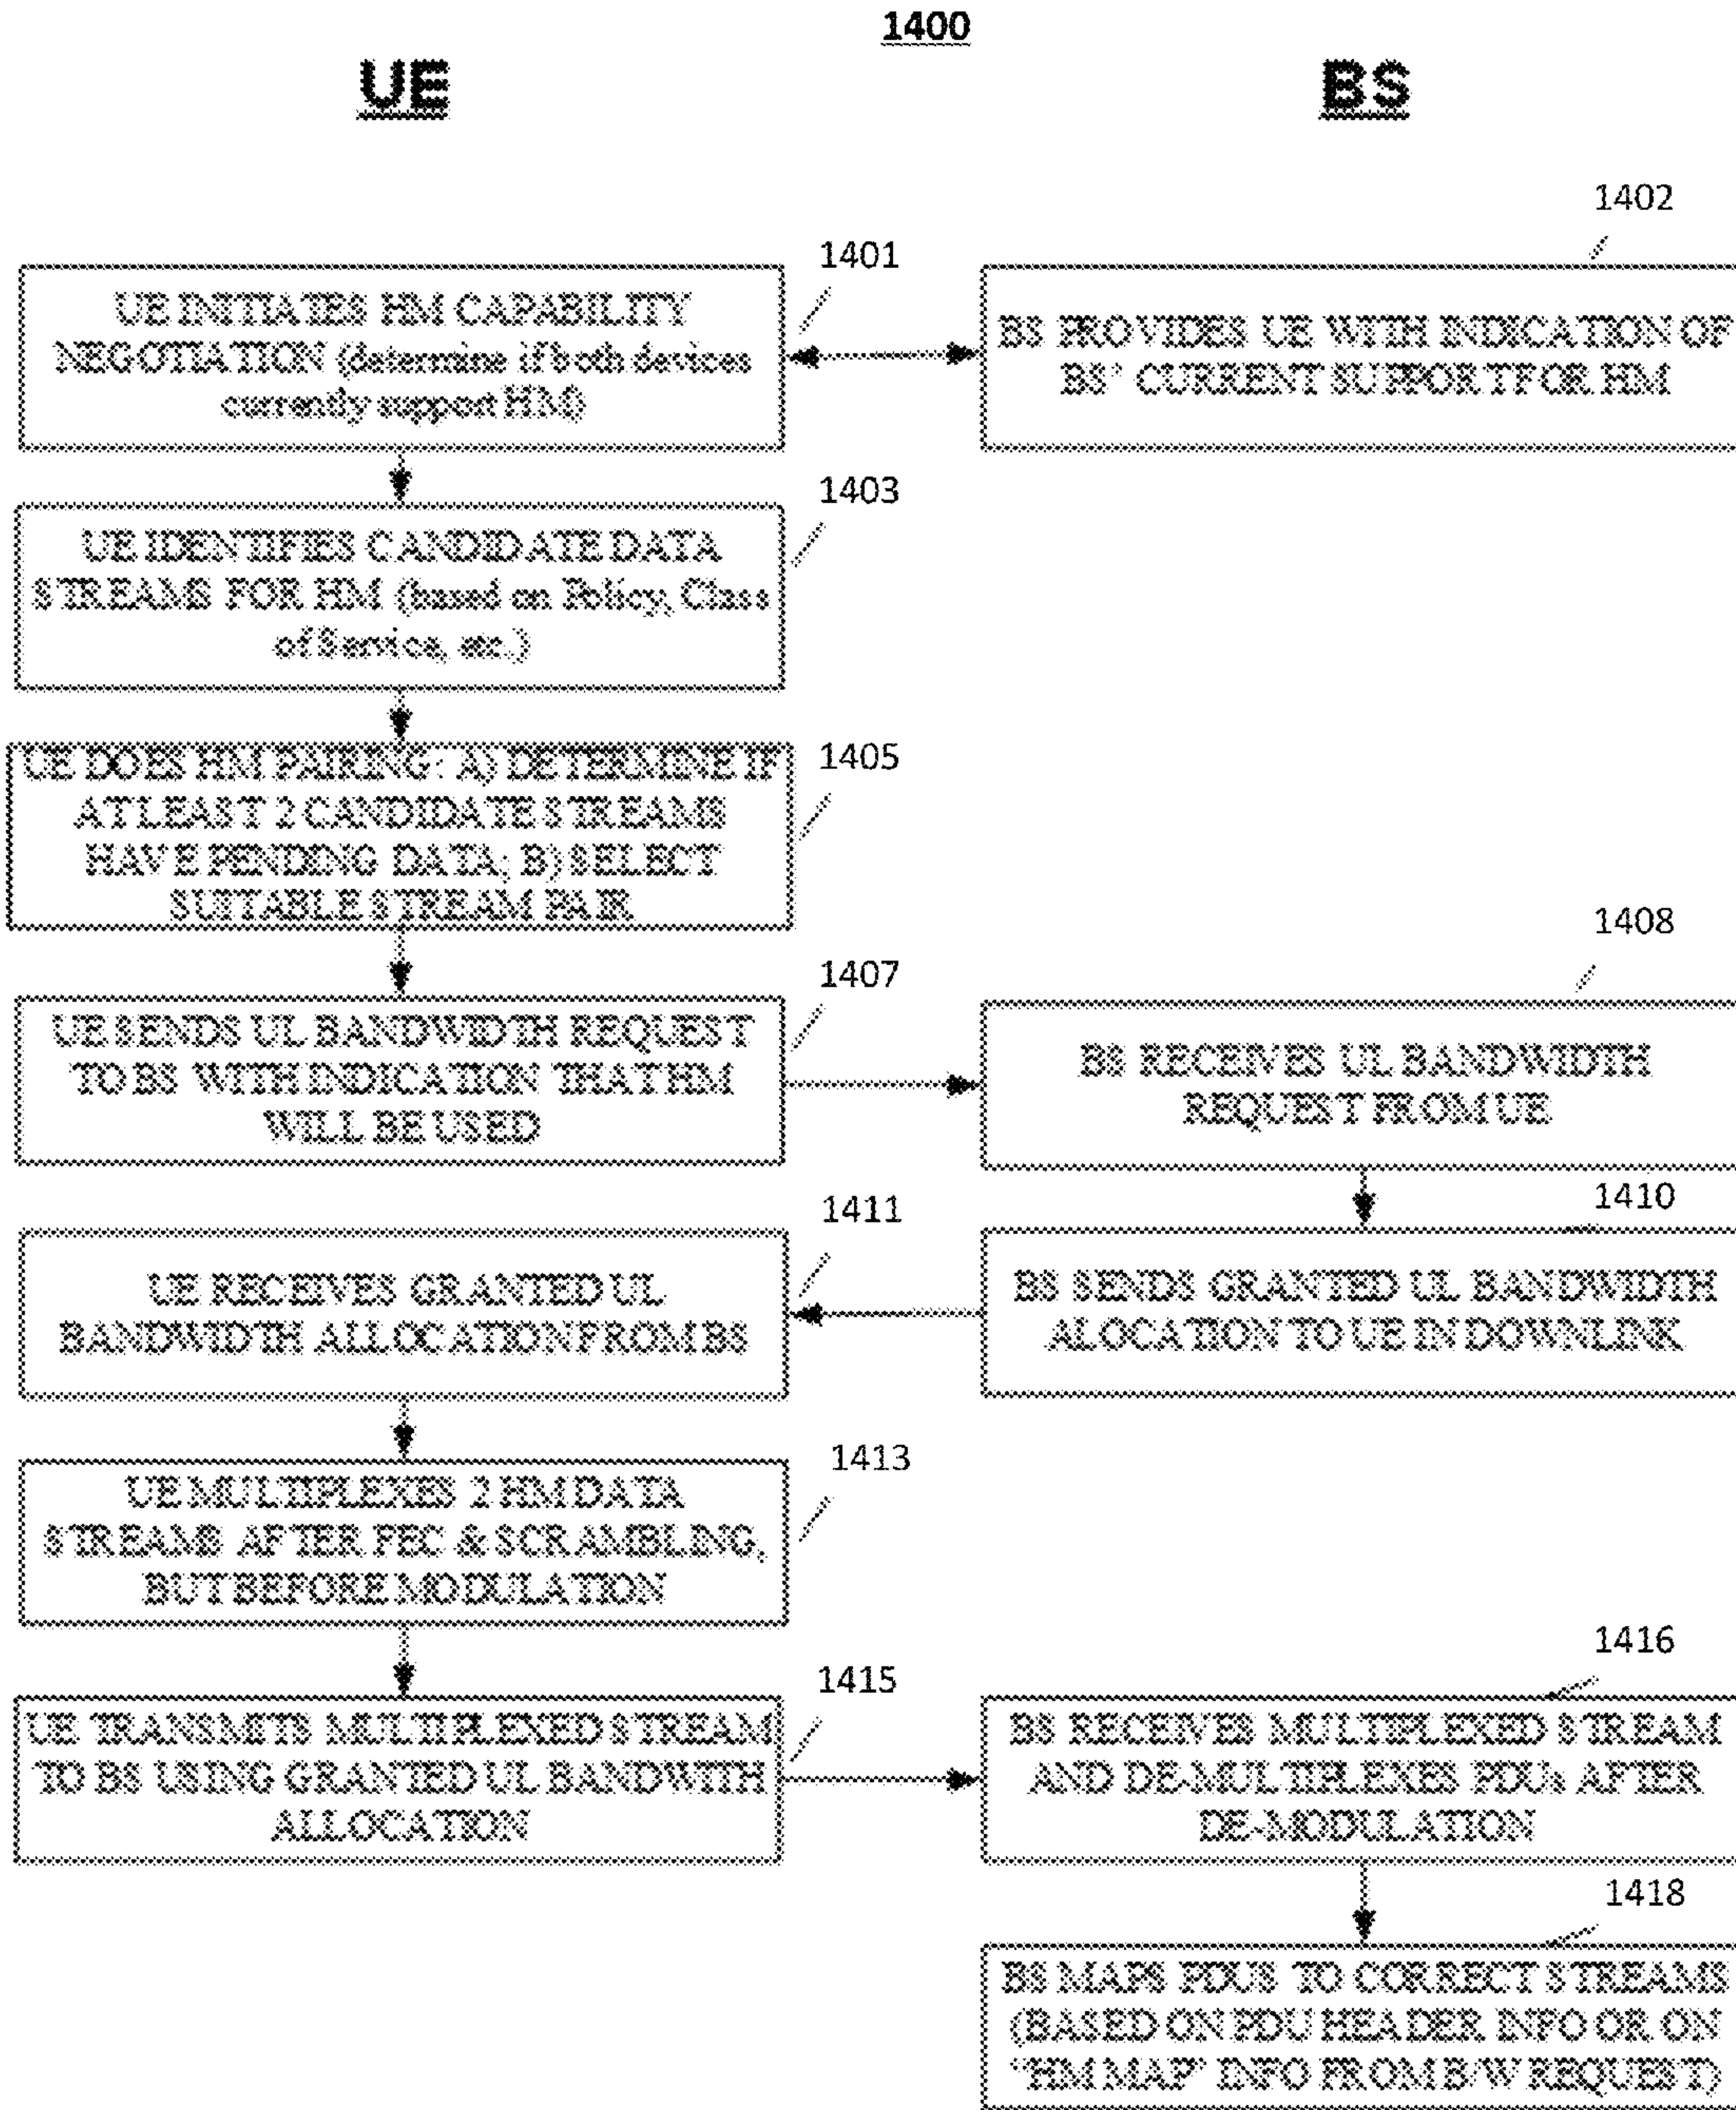 1400
UE
BS
1402
1401
UE INITIATES HM CAPABILITY
NEGOTIATION (determine if both devices
currently support HM)
BS PROVIDES UE WITH INDICATION OF
BS' CURRENT SUPPORT FOR HM
1403
UE IDENTIFIES CANDIDATE DATA
STREAMS FOR HM (based on Policy, Class
of Service, etc.)
1405
UE DOES HM PAIRING: A) DETERMINE IF
AT LEAST 2 CANDIDATE STREAMS
HAVE PENDING DATA; B) SELECT
SUITABLE STREAM PAIR
1408
1407
UE SENDS UL BANDWIDTH REQUEST
TO BS WITH INDICATION THAT HM
WILL BE USED
BS RECEIVES UL BANDWIDTH
REQUEST FROM UE
1411
1410
UE RECEIVES GRANTED UL
BANDWIDTH ALLOCATION FROM BS
BS SENDS GRANTED UL BANDWIDTH
ALOCATION TO UE IN DOWNLINK
1413
UE MULTIPLEXES 2 HM DATA
STREAMS AFTER FEC & SCRAMBLING,
BUT BEFORE MODULATION
1416
1415
UE TRANSMITS MULTIPLEXED STREAM
TO BS USING GRANTED UL BANDWITH
ALLOCATION
BS RECEIVES MULTIPLEXED STREAM
AND DE-MULTIPLEXES PDUs AFTER
DE-MODULATION
1418
BS MAPS PDUS TO CORRECT STREAMS
(BASED ON PDU HEADER INFO OR ON
"HM MAP" INFO FROM B/W REQUEST)